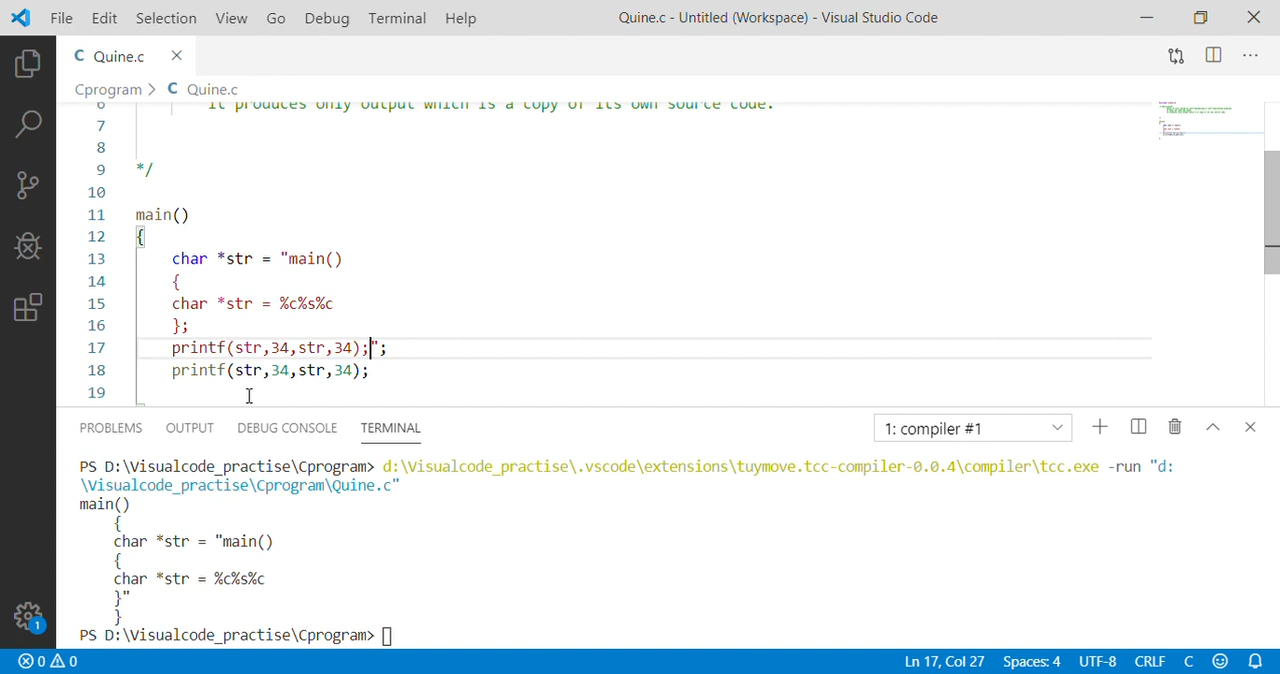 File Edit Selection View Go Debug Terminal Help Quine.c - Untitled (Workspace) - Visual Studio Code
C Quine.c
Cprogram > C Quine.c
6 It produces only output which is a copy of its own source code.
7
8
9 */
10
11 main()
12 {
13 char *str = "main()
14 {
15 char *str = %c%s%c
16 };
17 printf(str,34,str,34);";
18 printf(str,34,str,34);
19
PROBLEMS OUTPUT DEBUG CONSOLE TERMINAL 1: compiler #1
PS D:\Visualcode_practise\Cprogram> d:\Visualcode_practise\.vscode\extensions\tuymove.tcc-compiler-0.0.4\compiler\tcc.exe -run "d:
\Visualcode_practise\Cprogram\Quine.c"
main()
{
char *str = "main()
{
char *str = %c%s%c
}"
}
PS D:\Visualcode_practise\Cprogram>
1
0 0 Ln 17, Col 27 Spaces: 4 UTF-8 CRLF C